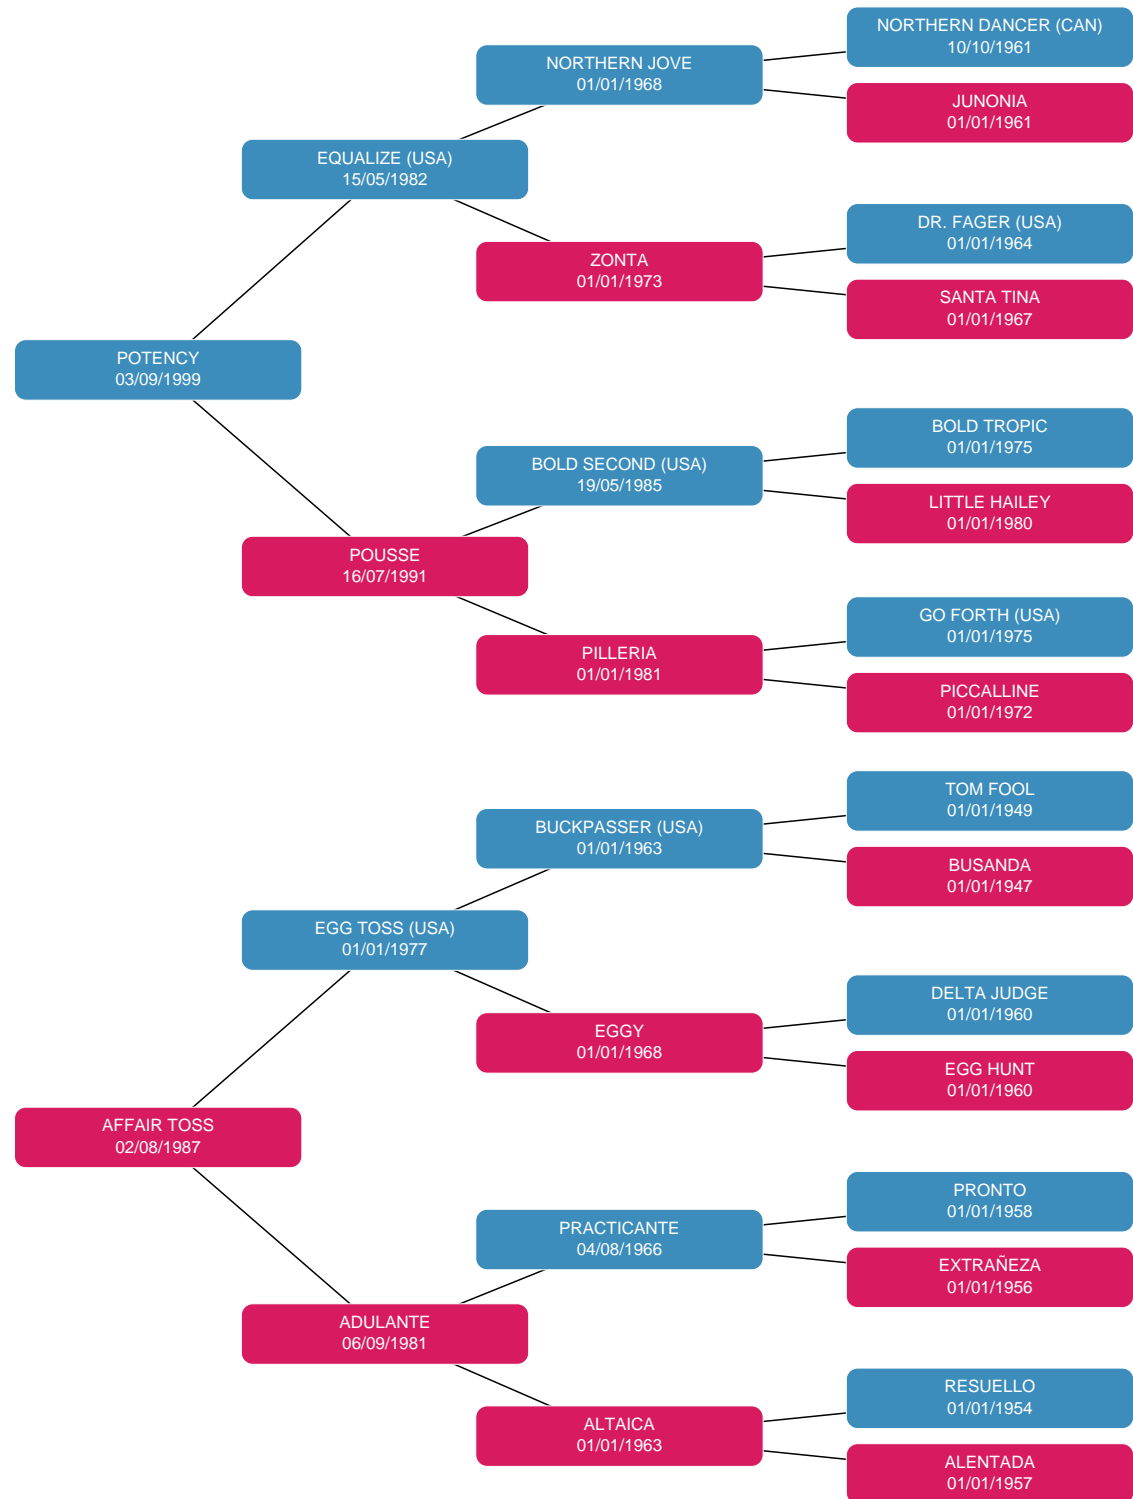 NORTHERN DANCER (CAN)
10/10/1961
NORTHERN JOVE
01/01/1968
JUNONIA
01/01/1961
EQUALIZE (USA)
15/05/1982
DR. FAGER (USA)
01/01/1964
ZONTA
01/01/1973
SANTA TINA
01/01/1967
POTENCY
03/09/1999
BOLD TROPIC
01/01/1975
BOLD SECOND (USA)
19/05/1985
LITTLE HAILEY
01/01/1980
POUSSE
16/07/1991
GO FORTH (USA)
01/01/1975
PILLERIA
01/01/1981
PICCALLINE
01/01/1972
TOM FOOL
01/01/1949
BUCKPASSER (USA)
01/01/1963
BUSANDA
01/01/1947
EGG TOSS (USA)
01/01/1977
DELTA JUDGE
01/01/1960
EGGY
01/01/1968
EGG HUNT
01/01/1960
AFFAIR TOSS
02/08/1987
PRONTO
01/01/1958
PRACTICANTE
04/08/1966
EXTRAÑEZA
01/01/1956
ADULANTE
06/09/1981
RESUELLO
01/01/1954
ALTAICA
01/01/1963
ALENTADA
01/01/1957